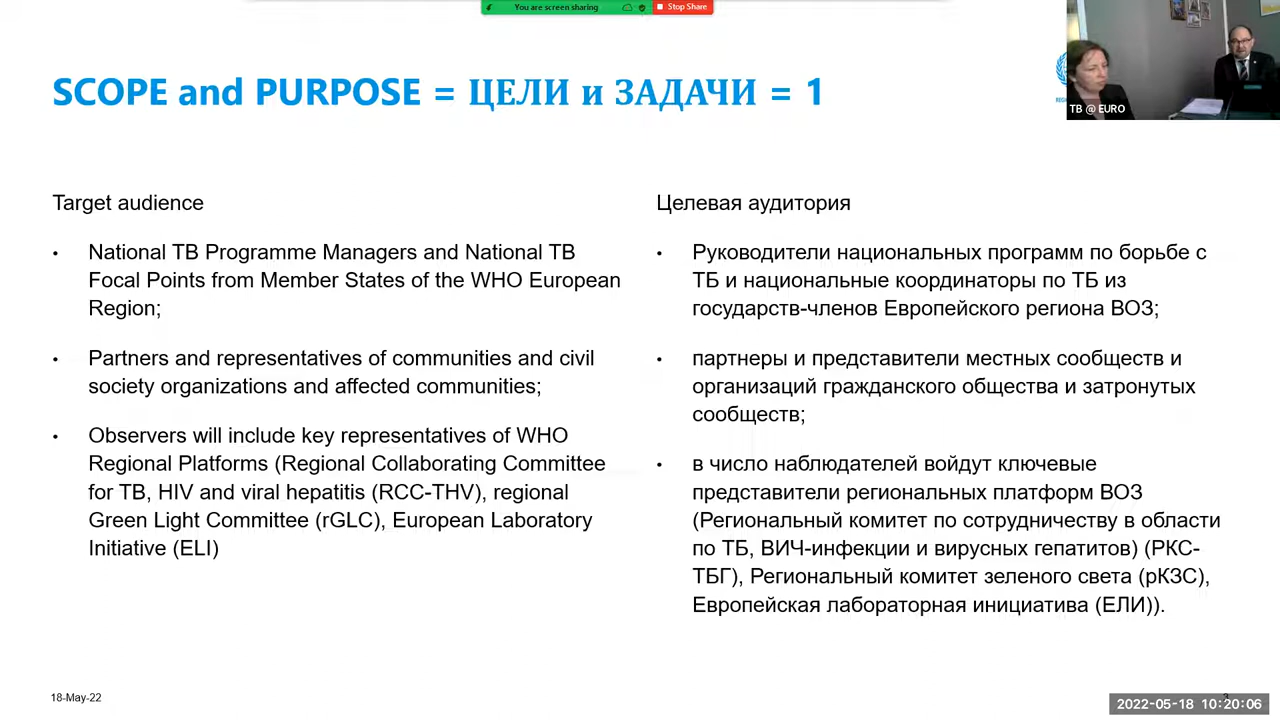 You are screen sharing
Stop Share
SCOPE and PURPOSE = ЦЕЛИ и ЗАДАЧИ = 1
TB @ EURO
Target audience
• National TB Programme Managers and National TB
Focal Points from Member States of the WHO European
Region;
• Partners and representatives of communities and civil
society organizations and affected communities;
• Observers will include key representatives of WHO
Regional Platforms (Regional Collaborating Committee
for TB, HIV and viral hepatitis (RCC-THV), regional
Green Light Committee (rGLC), European Laboratory
Initiative (ELI)
Целевая аудитория
• Руководители национальных программ по борьбе с
ТБ и национальные координаторы по ТБ из
государств-членов Европейского региона ВОЗ;
• партнеры и представители местных сообществ и
организаций гражданского общества и затронутых
сообществ;
• в число наблюдателей войдут ключевые
представители региональных платформ ВОЗ
(Региональный комитет по сотрудничеству в области
по ТБ, ВИЧ-инфекции и вирусных гепатитов) (РКС-
ТБГ), Региональный комитет зеленого света (рКЗС),
Европейская лабораторная инициатива (ЕЛИ)).
18-May-22
2022-05-18 10:20:06